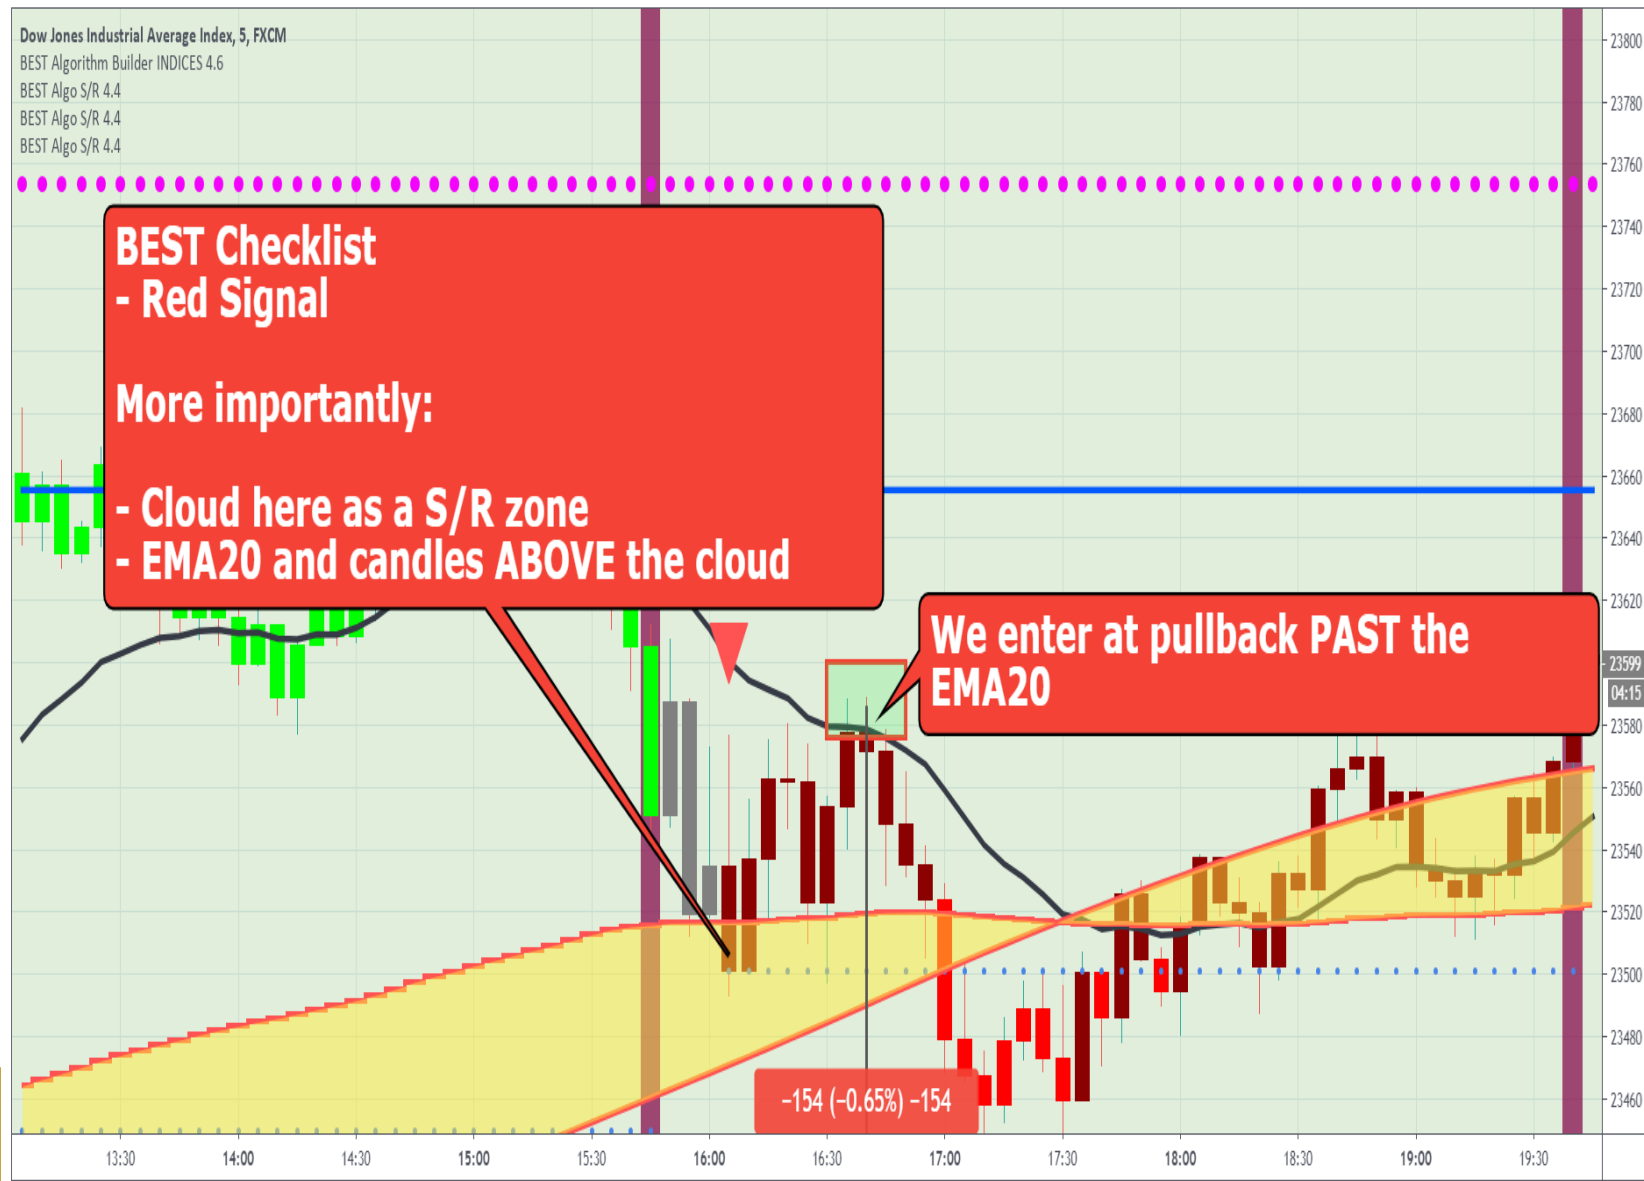 Dow Jones Industrial Average Index, 5, FXCM
BEST Algorithm Builder INDICES 4.6
BEST Algo S/R 4.4
BEST Algo S/R 4.4
BEST Algo S/R 4.4
BEST Checklist
- Red Signal
More importantly:
- Cloud here as a S/R zone
- EMA20 and candles ABOVE the cloud
We enter at pullback PAST the
EMA20
−154 (−0.65%) −154
23800
23780
23760
23740
23720
23700
23680
23660
23640
23620
23599
04:15
23580
23560
23540
23520
23500
23480
23460
13:30
14:00
14:30
15:00
15:30
16:00
16:30
17:00
17:30
18:00
18:30
19:00
19:30